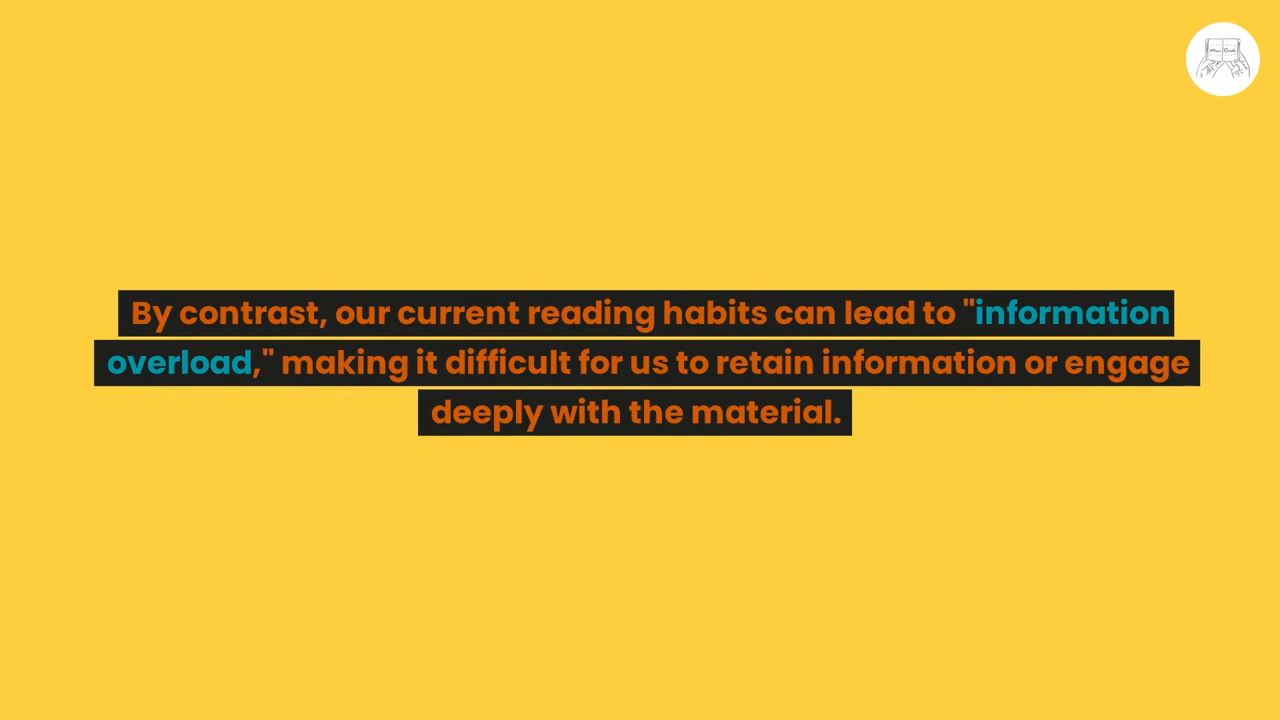 By contrast, our current reading habits can lead to "information
overload," making it difficult for us to retain information or engage
deeply with the material.